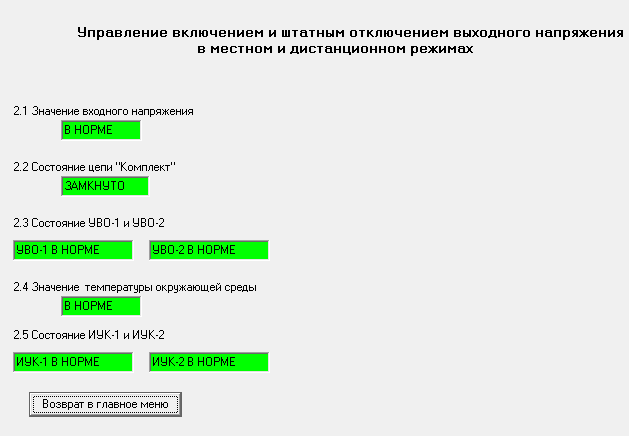 Управление включением и штатным отключением выходного напряжения
в местном и дистанционном режимах
2.1 Значение входного напряжения
В НОРМЕ
2.2 Состояние цепи "Комплект"
ЗАМКНУТО
2.3 Состояние УВО-1 и УВО-2
УВО-1 В НОРМЕ УВО-2 В НОРМЕ
2.4 Значение температуры окружающей среды
В НОРМЕ
2.5 Состояние ИУК-1 и ИУК-2
ИУК-1 В НОРМЕ ИУК-2 В НОРМЕ
Возврат в главное меню